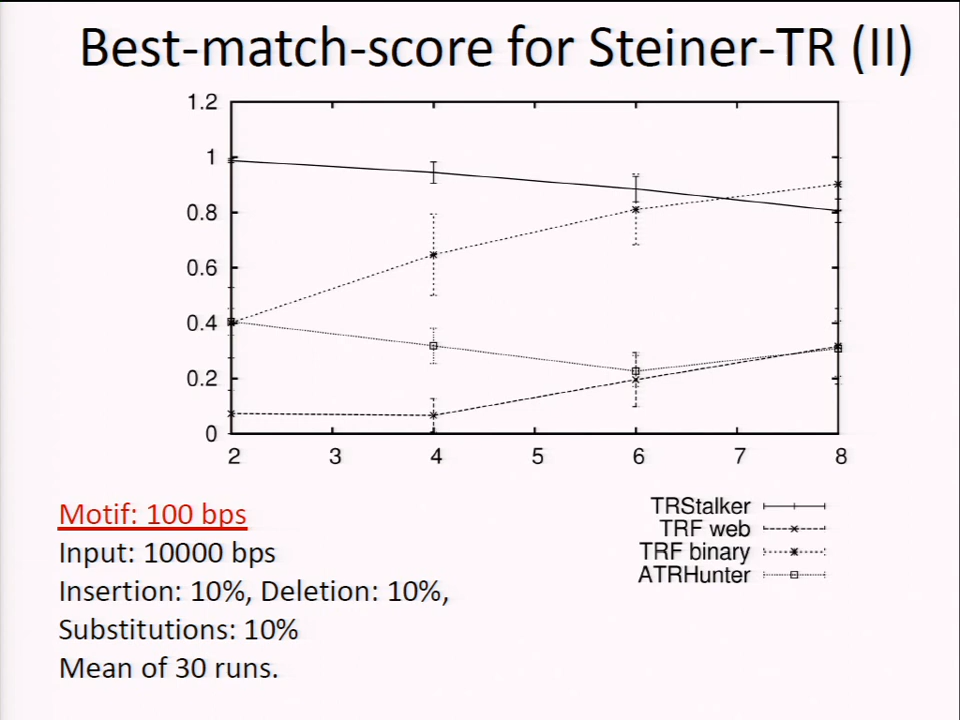 Best-match-score for Steiner-TR (II)
1.2
1
0.8
0.6
0.4
0.2
0
2 3 4 5 6 7 8
Motif: 100 bps
Input: 10000 bps
Insertion: 10%, Deletion: 10%,
Substitutions: 10%
Mean of 30 runs.
TRStalker
TRF web
TRF binary
ATRHunter